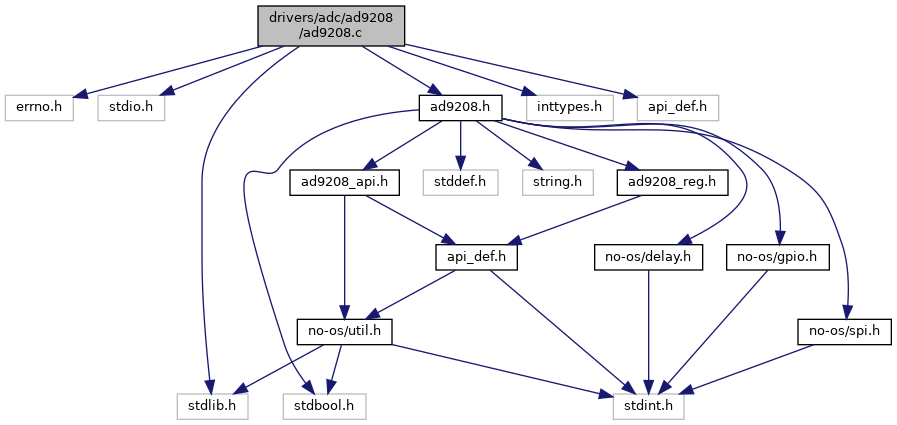 drivers/adc/ad9208
/ad9208.c
errno.h
stdio.h
ad9208.h
inttypes.h
api_def.h
ad9208_api.h
stddef.h
string.h
ad9208_reg.h
api_def.h
no-os/delay.h
no-os/gpio.h
no-os/util.h
no-os/spi.h
stdlib.h
stdbool.h
stdint.h